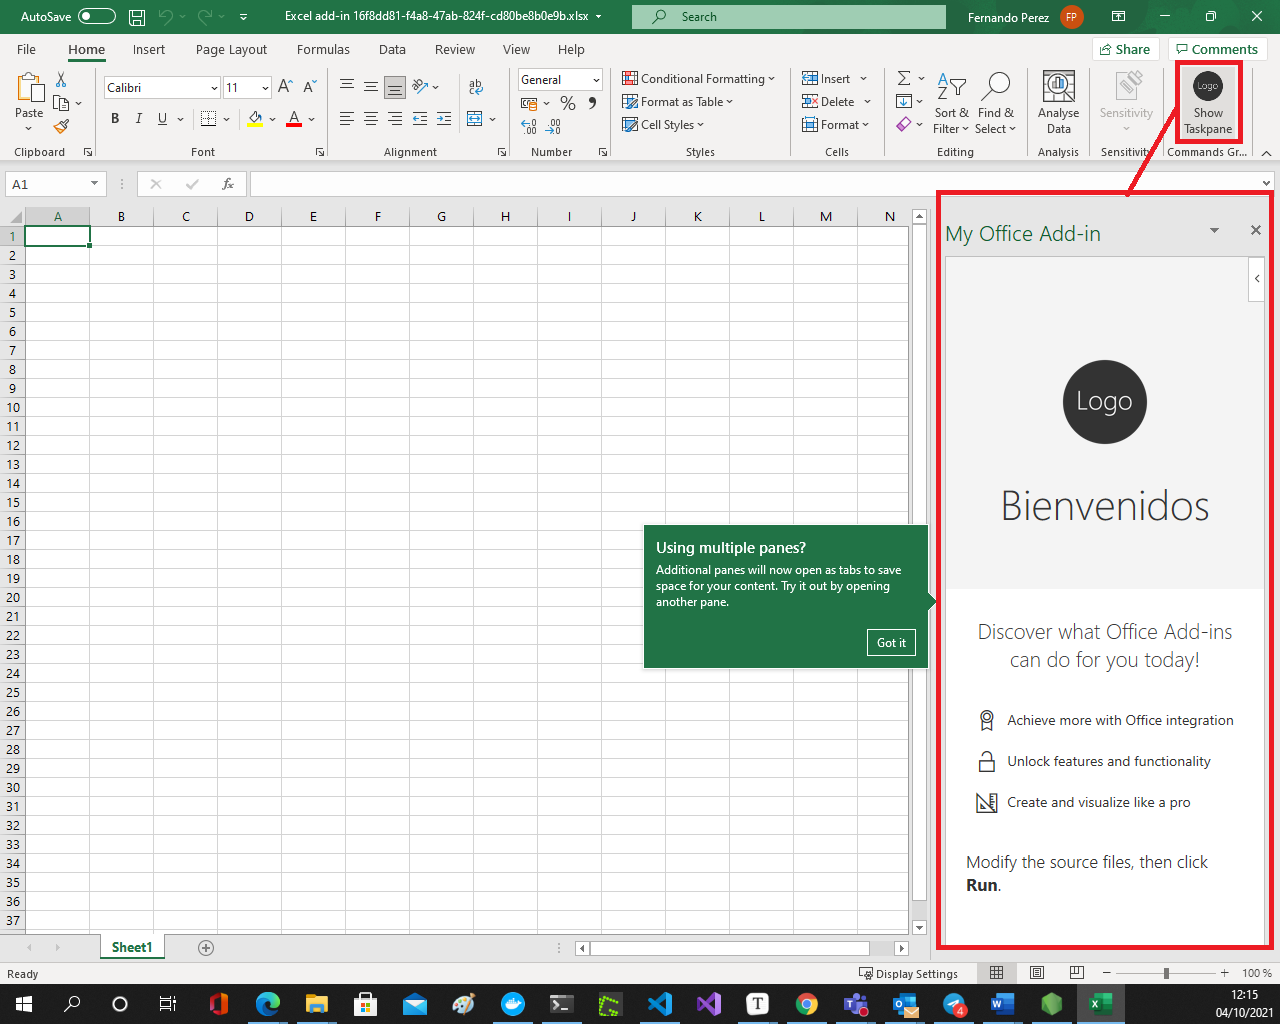 AutoSave
Excel add-in 16f8dd81-f4a8-47ab-824f-cd80be8b0e9b.xlsx
Search
Fernando Perez
FP
File Home Insert Page Layout Formulas Data Review View Help
Share
Comments
Paste
Clipboard
Calibri 11
B I U
Font
ab
Alignment
General
Number
Conditional Formatting
Format as Table
Cell Styles
Styles
Insert
Delete
Format
Cells
Sort & Filter
Find & Select
Editing
Analyse Data
Analysis
Sensitivity
Sensitivity
Logo
Show Taskpane
Commands Gr...
A1
fx
A B C D E F G H I J K L M N
1
2
3
4
5
6
7
8
9
10
11
12
13
14
15
16
17
18
19
20
21
22
23
24
25
26
27
28
29
30
31
32
33
34
35
36
37
Using multiple panes?
Additional panes will now open as tabs to save
space for your content. Try it out by opening
another pane.
Got it
My Office Add-in
Logo
Bienvenidos
Discover what Office Add-ins
can do for you today!
Achieve more with Office integration
Unlock features and functionality
Create and visualize like a pro
Modify the source files, then click
Run.
Sheet1
Ready
Display Settings
100 %
4
12:15
04/10/2021